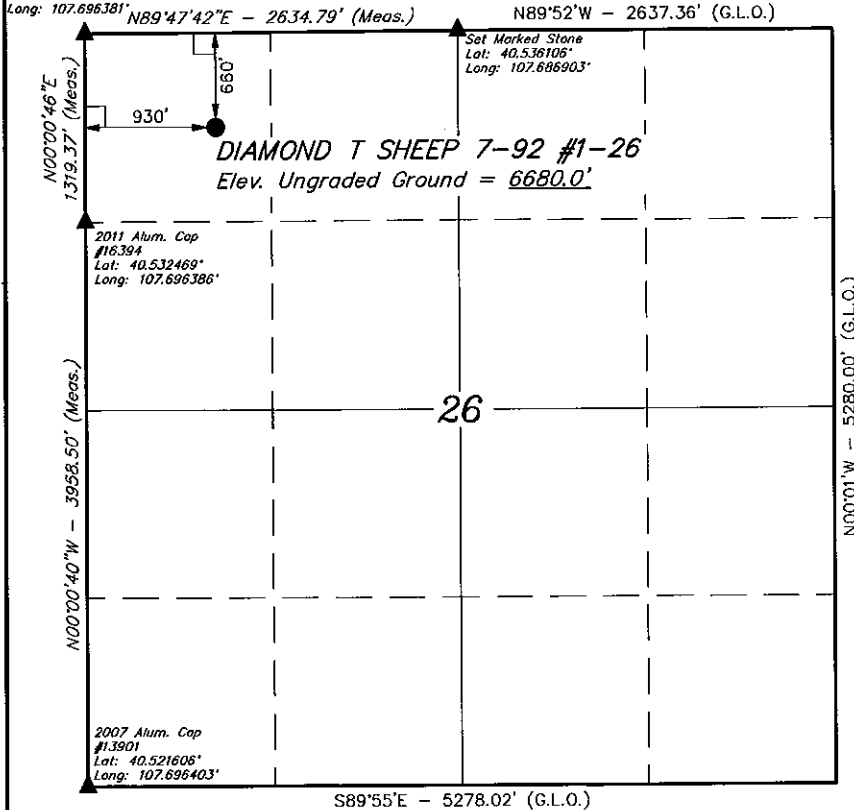 Long: 107.696381°
N89°47'42"E - 2634.79' (Meas.)
N89°52'W - 2637.36' (G.L.O.)
Set Marked Stone
Lat: 40.536106°
Long: 107.686903°
660'
930'
N00°00'46"E
1319.37' (Meas.)
DIAMOND T SHEEP 7-92 #1-26
Elev. Ungraded Ground = 6680.0'
2011 Alum. Cap
#16394
Lat: 40.532469°
Long: 107.696386°
26
N00°01'W - 5280.00' (G.L.O.)
N00°00'40"W - 3958.50' (Meas.)
2007 Alum. Cap
#13901
Lat: 40.521606°
Long: 107.696403°
S89°55'E - 5278.02' (G.L.O.)